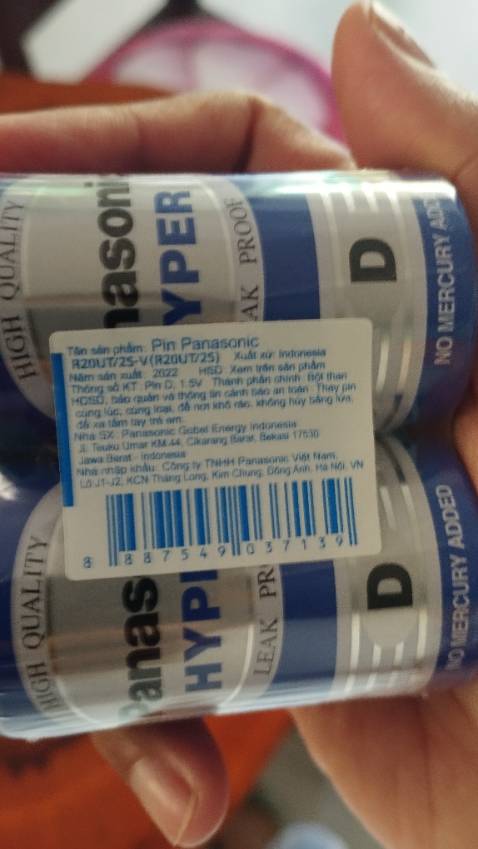 HIGH QUALITY
Panasonic
HYPER
LEAK PROOF
D
NO MERCURY ADDED
Tên sản phẩm: Pin Panasonic
R20UT/2S-V(R20UT/2S) Xuất xứ: Indonesia
Năm sản xuất: 2022 HSD: Xem trên sản phẩm
Thông số KT: Pin D, 1.5V Thành phần chính: Bột than
HDSD, bảo quản và thông tin cảnh báo an toàn: Thay pin
cùng lúc, cùng loại, để nơi khô ráo, không hủy bằng lửa,
để xa tầm tay trẻ em.
Nhà SX: Panasonic Gobel Energy Indonesia
Jl. Teuku Umar KM.44, Cikarang Barat, Bekasi 17530
Jawa Barat - Indonesia
Nhà nhập khẩu: Công ty TNHH Panasonic Việt Nam.
Lô J1-J2, KCN Thăng Long, Kim Chung, Đông Anh, Hà Nội, VN
8 887549 037139
HIGH QUALITY
Panas
HYPE
LEAK PR
D
NO MERCURY ADDED